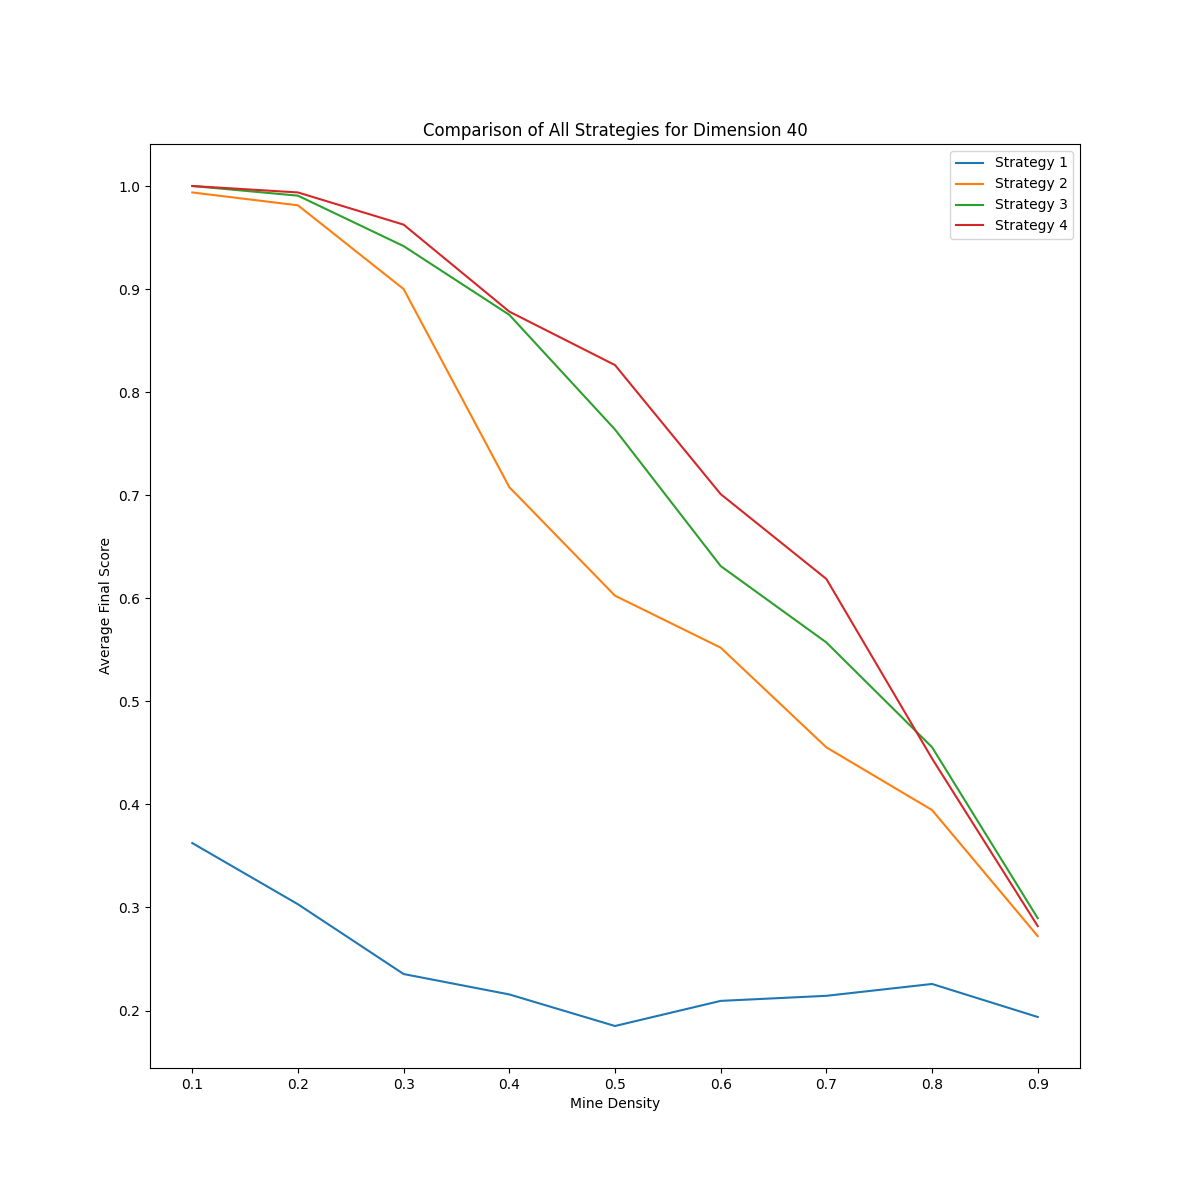 Comparison of All Strategies for Dimension 40
Strategy 1
Strategy 2
Strategy 3
Strategy 4
Average Final Score
1.0
0.9
0.8
0.7
0.6
0.5
0.4
0.3
0.2
0.1 0.2 0.3 0.4 0.5 0.6 0.7 0.8 0.9
Mine Density